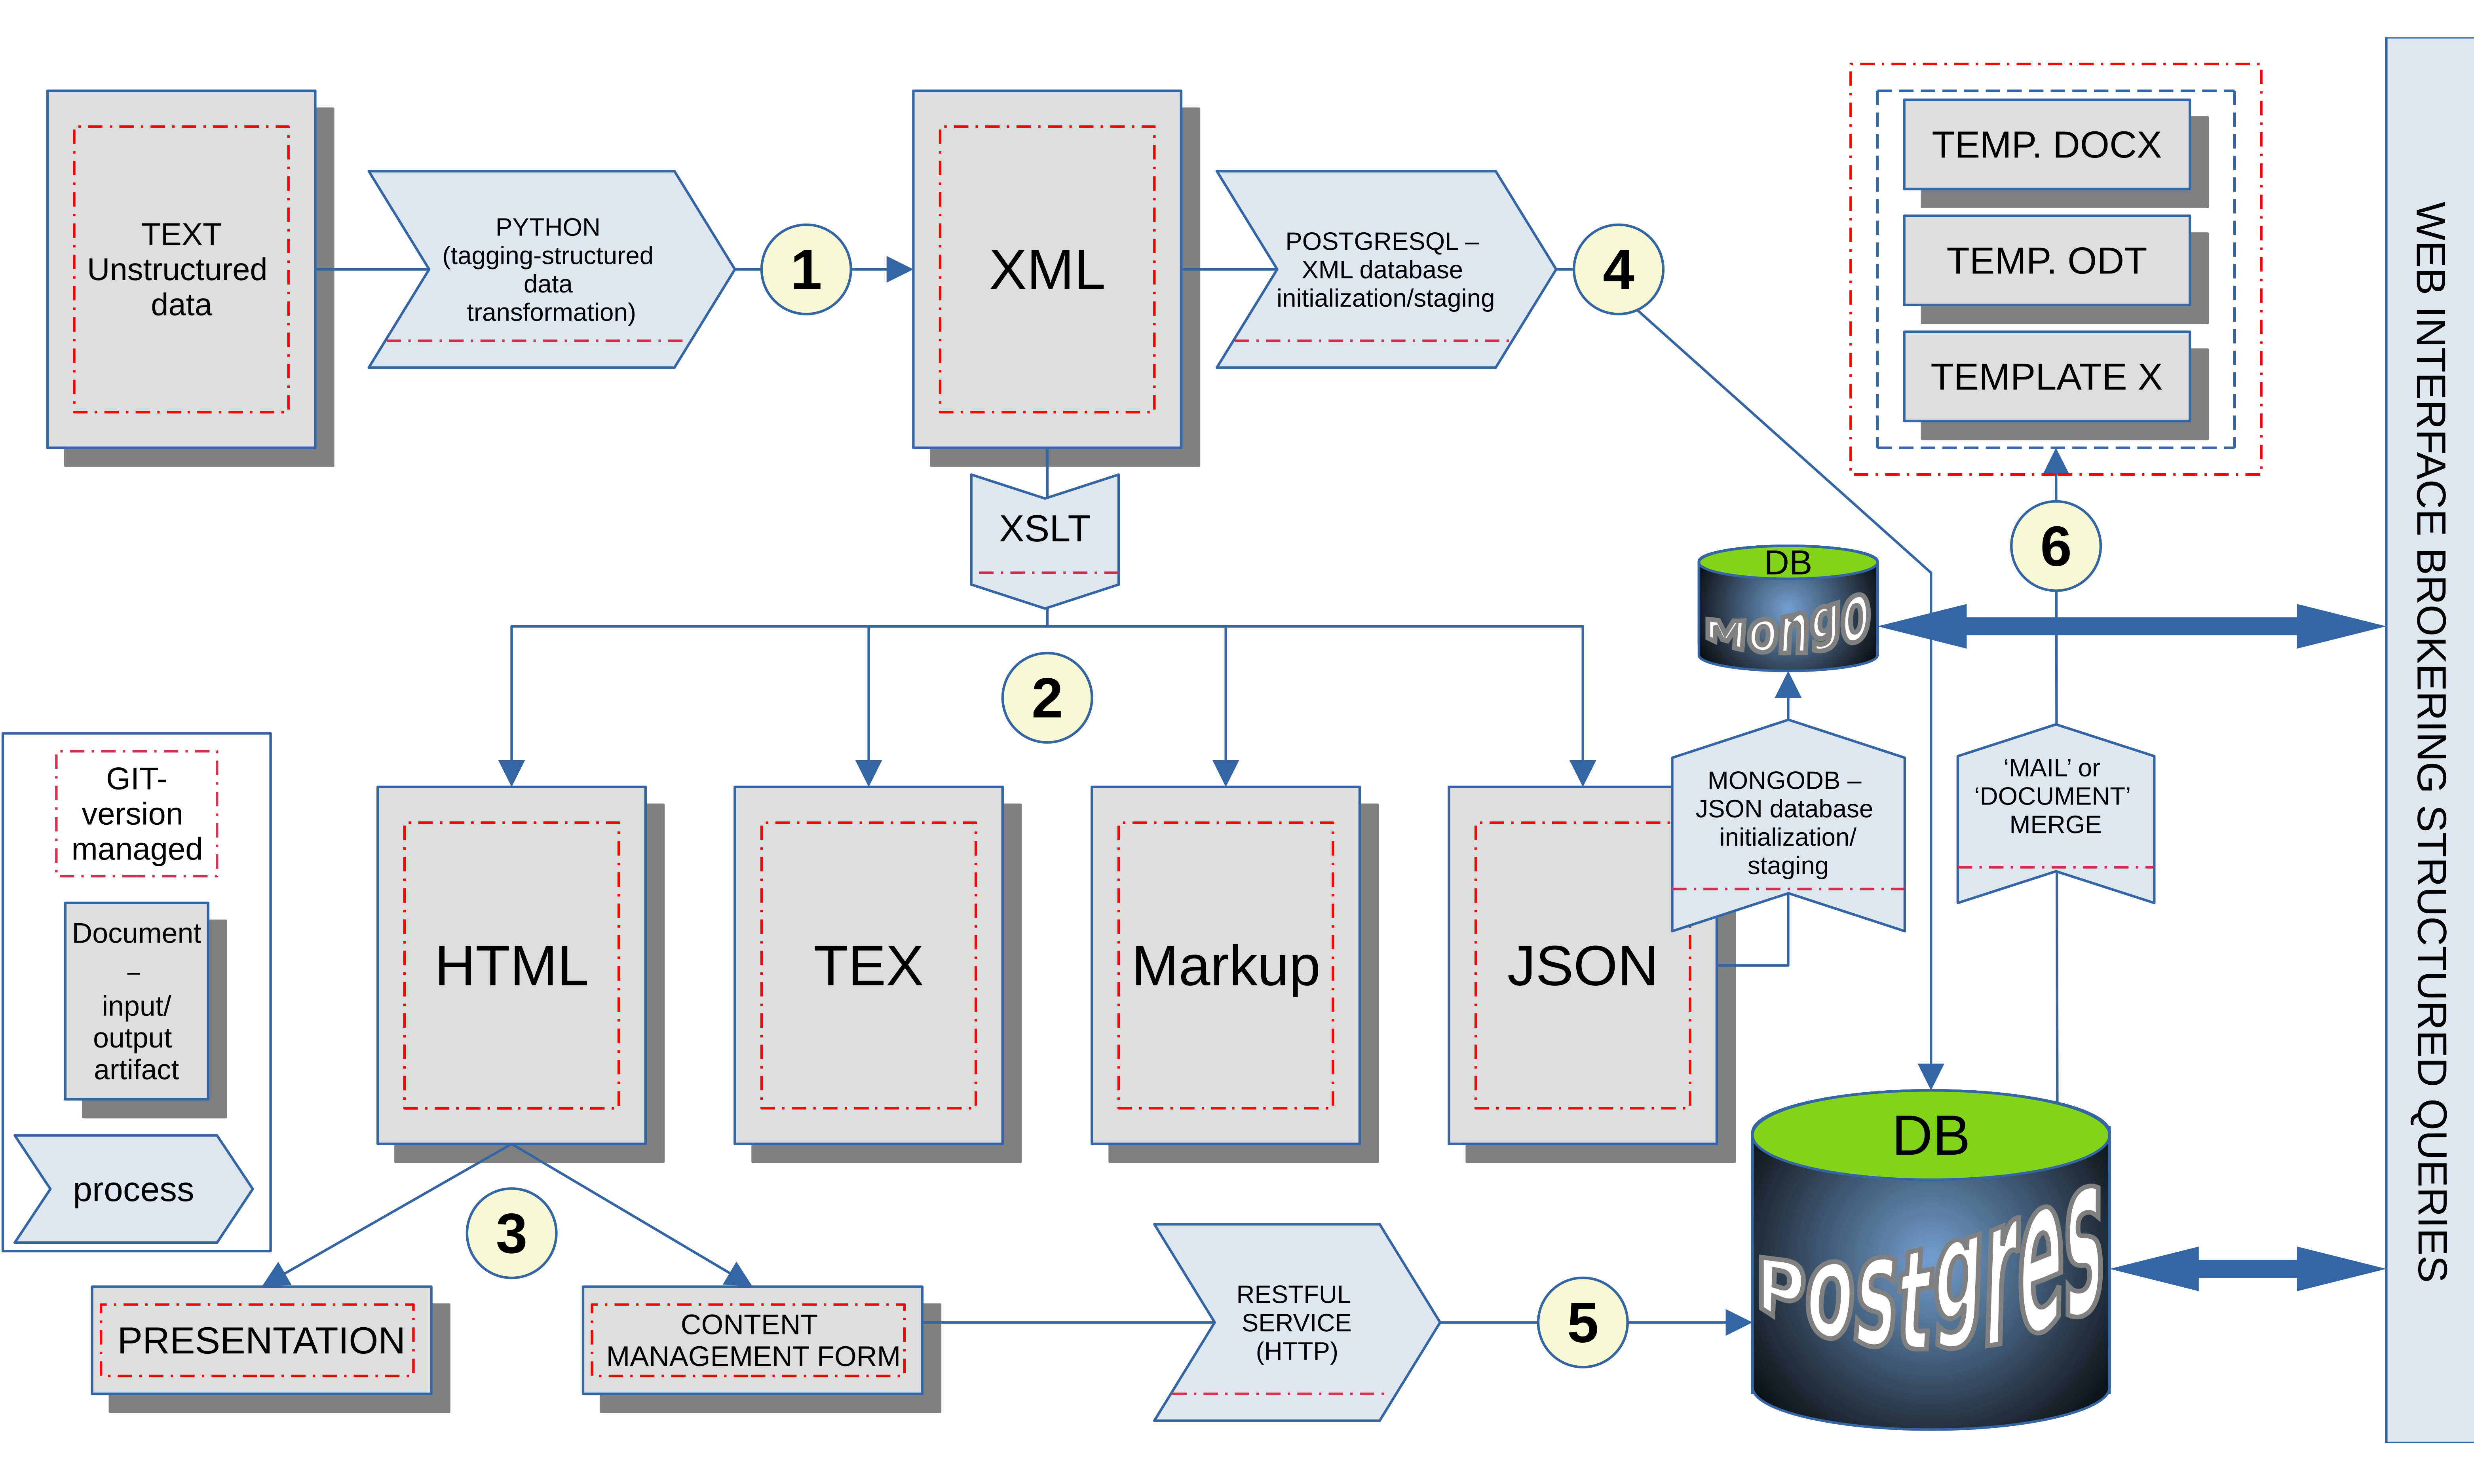 TEXT
Unstructured
data
PYTHON
(tagging-structured
data
transformation)
1
XML
POSTGRESQL –
XML database
initialization/staging
4
TEMP. DOCX
TEMP. ODT
TEMPLATE X
WEB INTERFACE BROKERING STRUCTURED QUERIES
XSLT
6
DB
Mongo
2
GIT-
version
managed
Document
–
input/
output
artifact
process
HTML
TEX
Markup
JSON
MONGODB –
JSON database
initialization/
staging
‘MAIL’ or
‘DOCUMENT’
MERGE
3
PRESENTATION
CONTENT
MANAGEMENT FORM
RESTFUL
SERVICE
(HTTP)
5
DB
Postgres